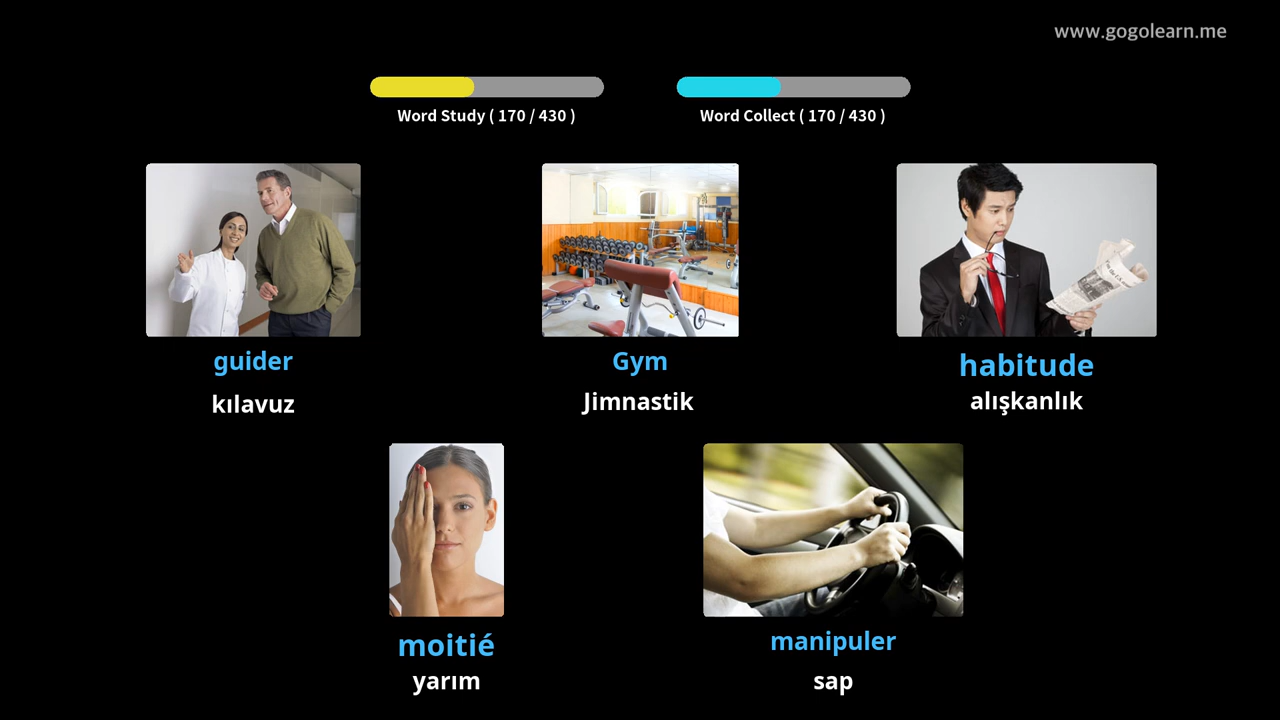 www.gogolearn.me
Word Study ( 170 / 430 )
Word Collect ( 170 / 430 )
guider
kılavuz
Gym
Jimnastik
habitude
alışkanlık
moitié
yarım
manipuler
sap